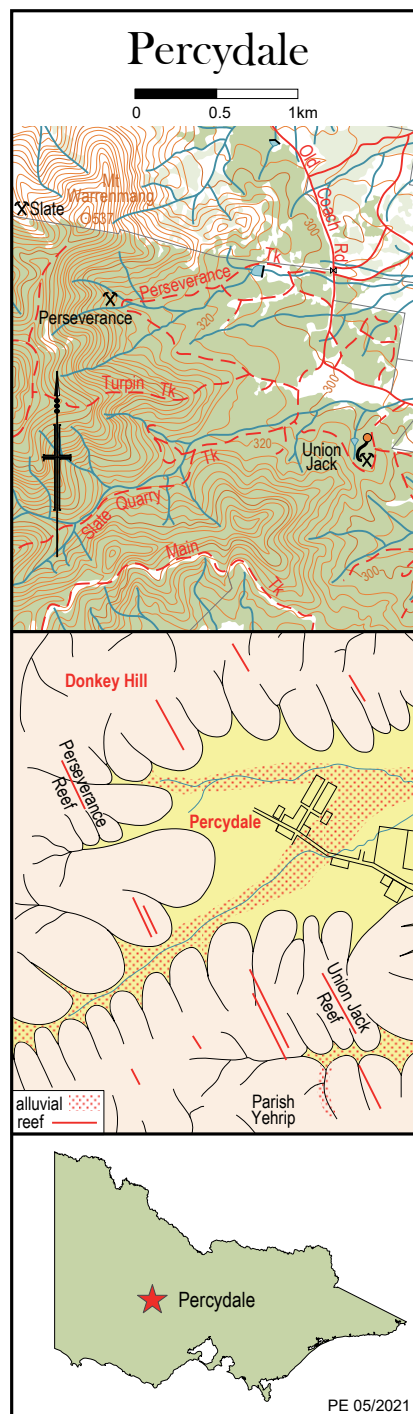 Percydale
0 0.5 1km
Old Coach Rd
300
Mt
Warrenmang
537
Slate
Perseverance Tk
Perseverance
320
300
Turpin Tk
320
Union
Jack
Slate Quarry Tk
Main Tk
300
Donkey Hill
Perseverance
Reef
Percydale
Union Jack
Reef
alluvial
reef
Parish
Yehrip
Percydale
PE 05/2021